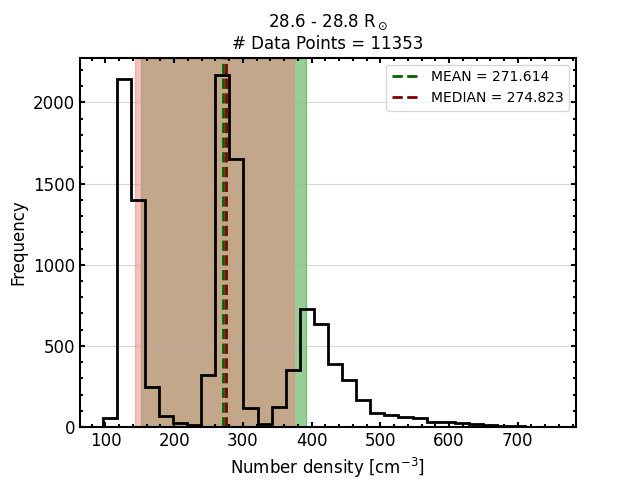 28.6 - 28.8 R⊙
# Data Points = 11353
MEAN = 271.614
MEDIAN = 274.823
Frequency
2000
1500
1000
500
0
100 200 300 400 500 600 700
Number density [cm⁻³]